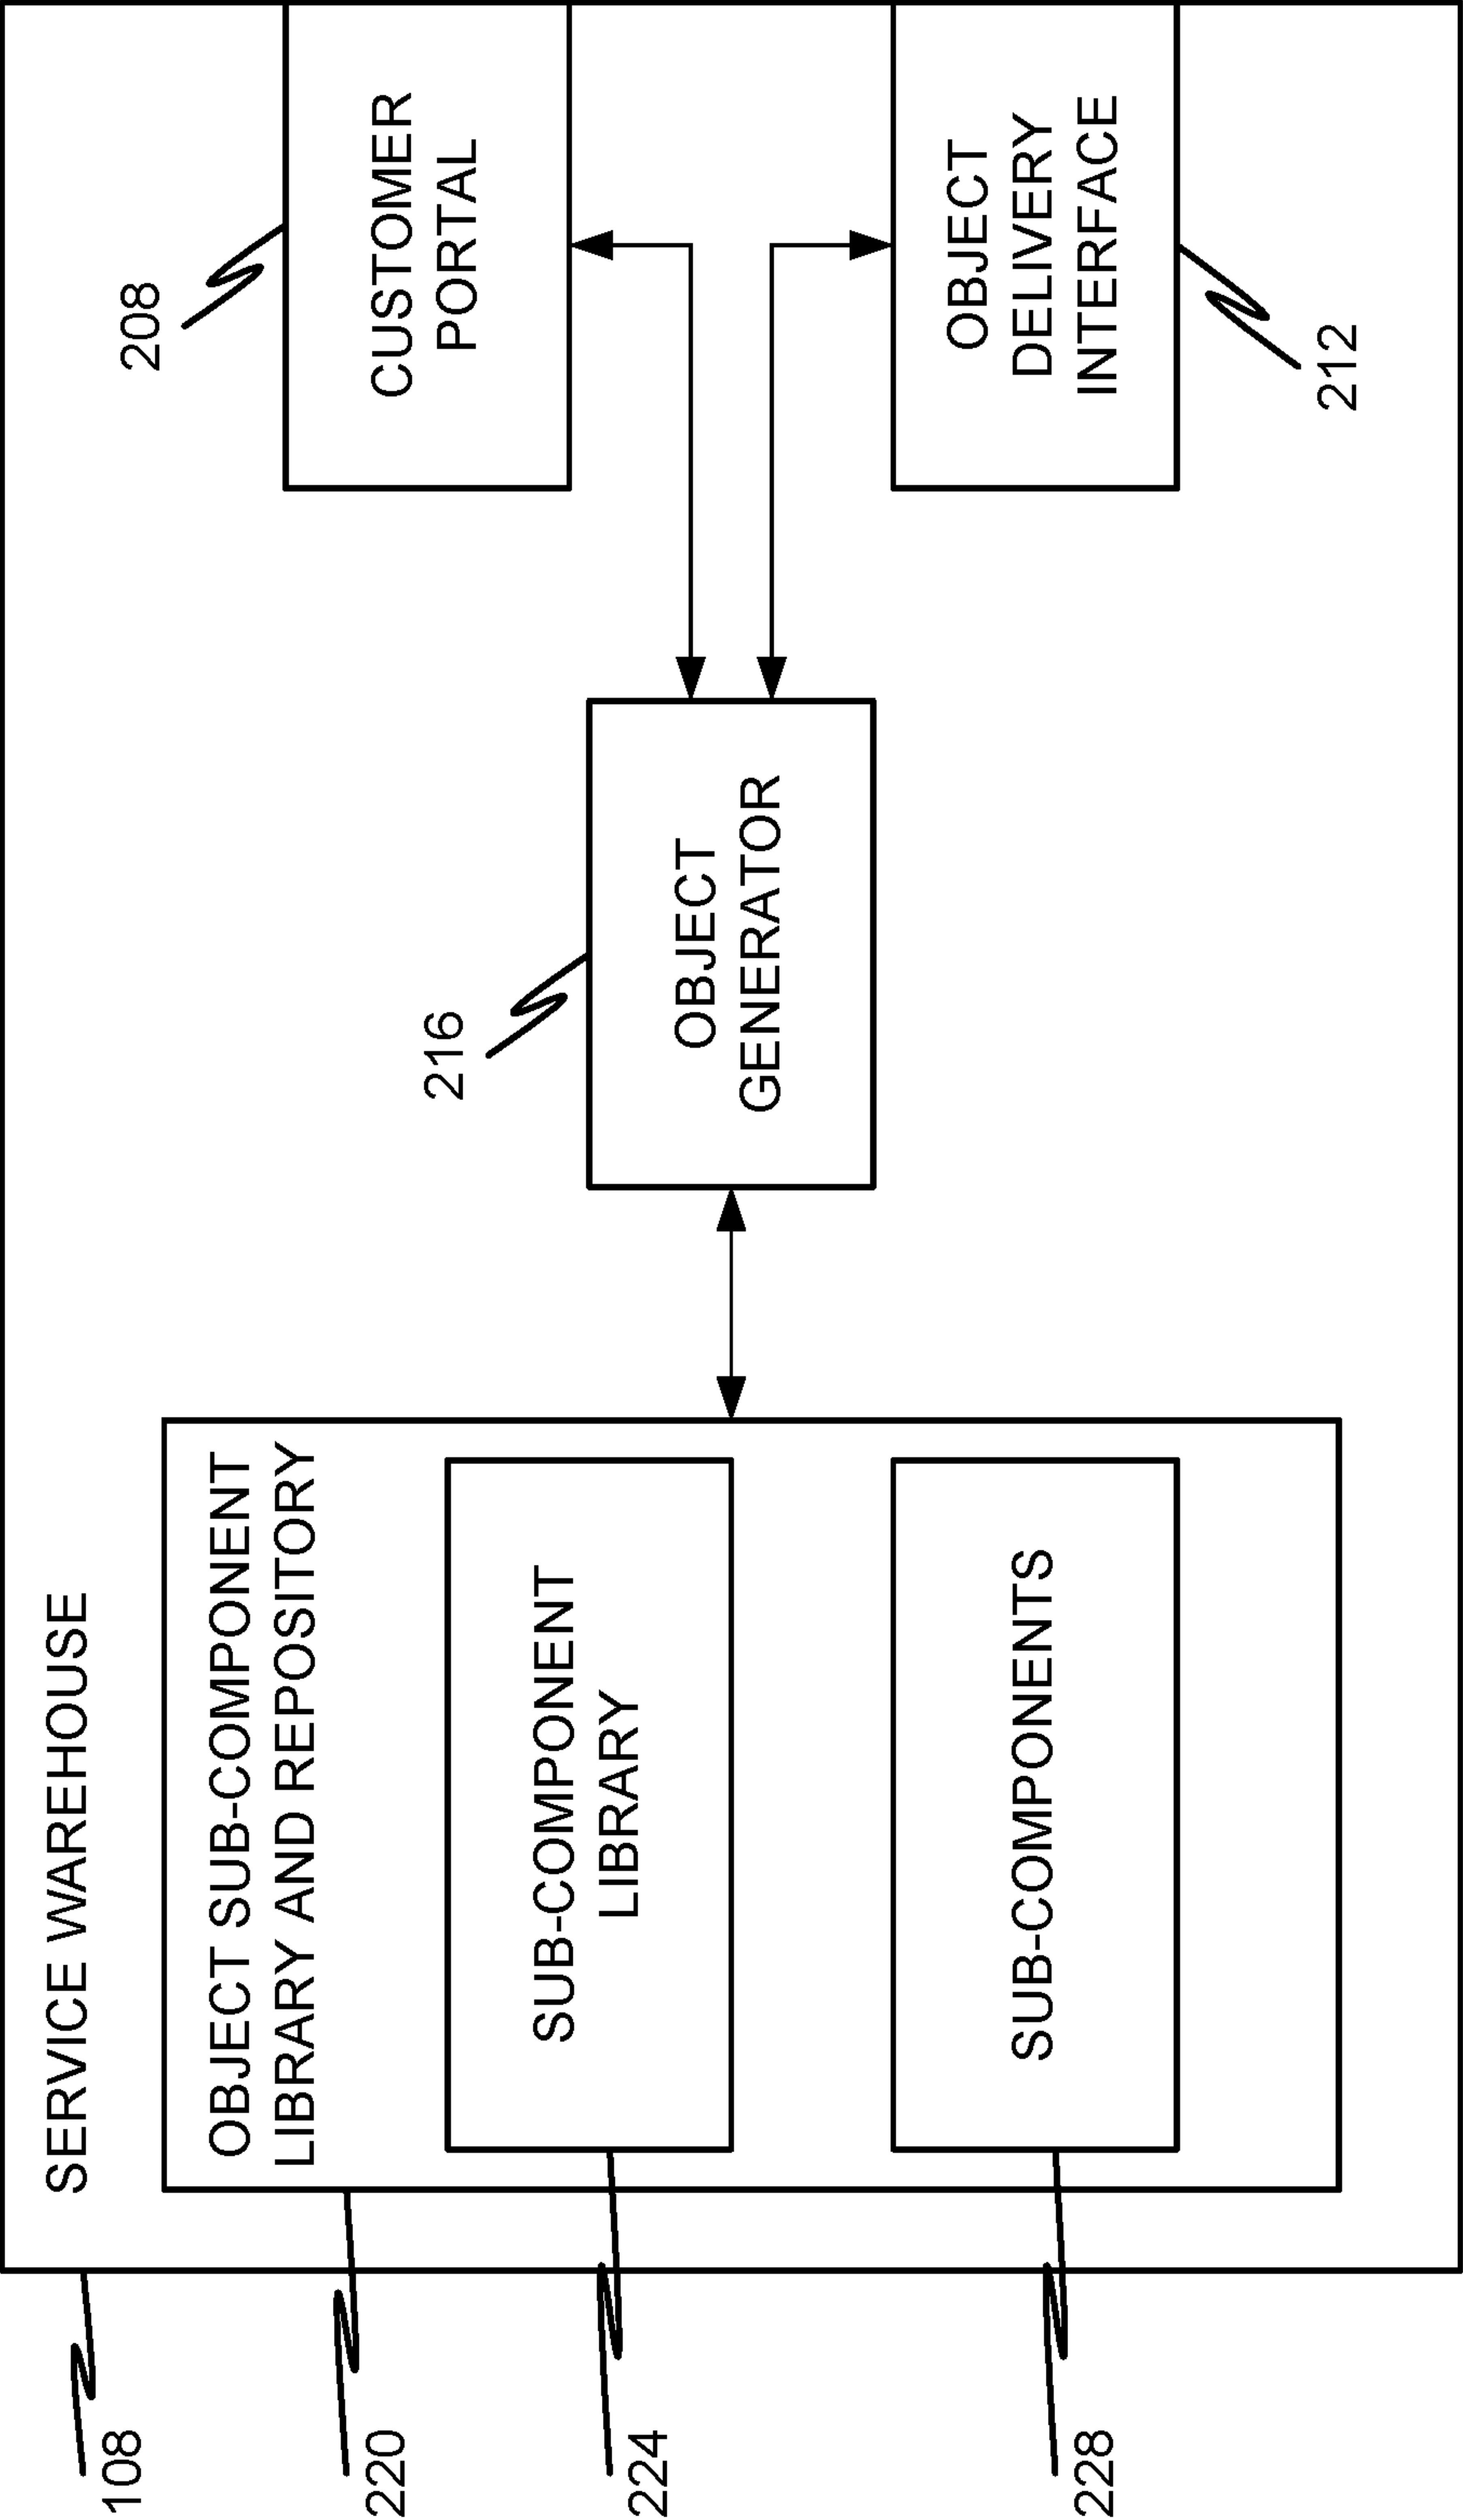 SERVICE WAREHOUSE
108
OBJECT SUB-COMPONENT
LIBRARY AND REPOSITORY
220
SUB-COMPONENT
LIBRARY
224
SUB-COMPONENTS
228
OBJECT
GENERATOR
216
CUSTOMER
PORTAL
208
OBJECT
DELIVERY
INTERFACE
212